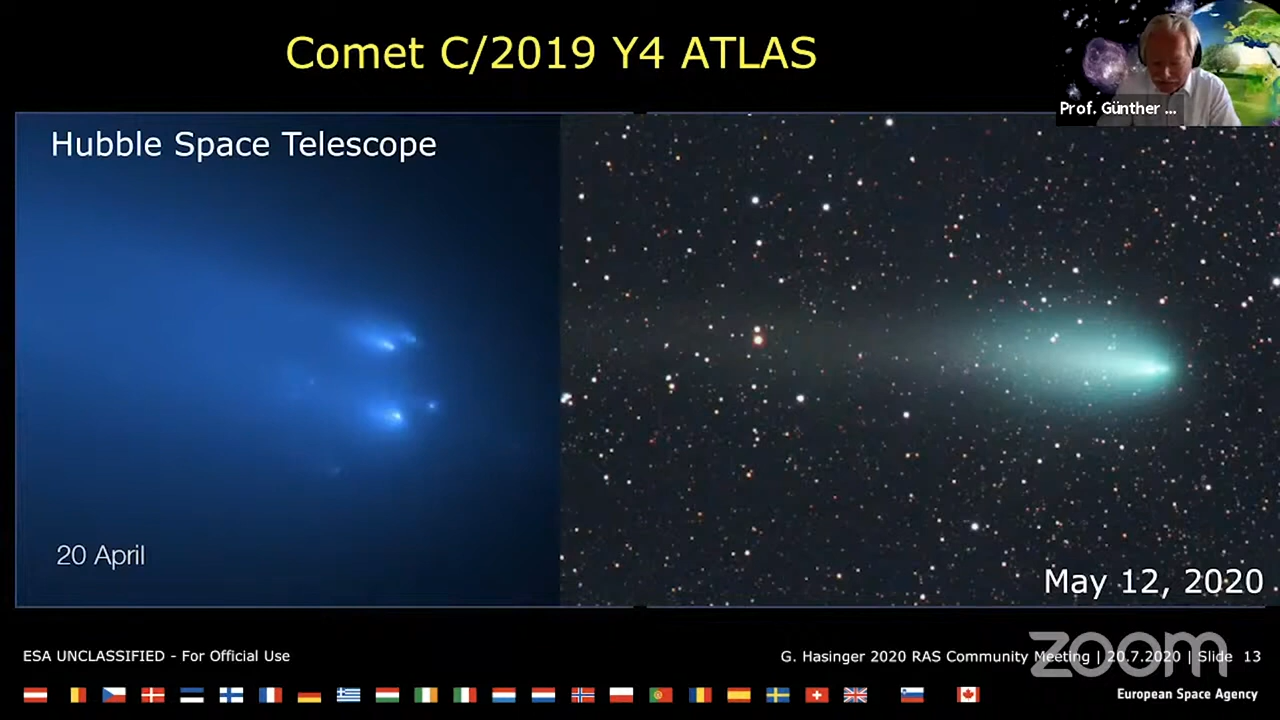 Comet C/2019 Y4 ATLAS
Prof. Günther ...
Hubble Space Telescope
20 April
May 12, 2020
ESA UNCLASSIFIED - For Official Use
G. Hasinger 2020 RAS Community Meeting | 20.7.2020 | Slide 13
zoom
European Space Agency